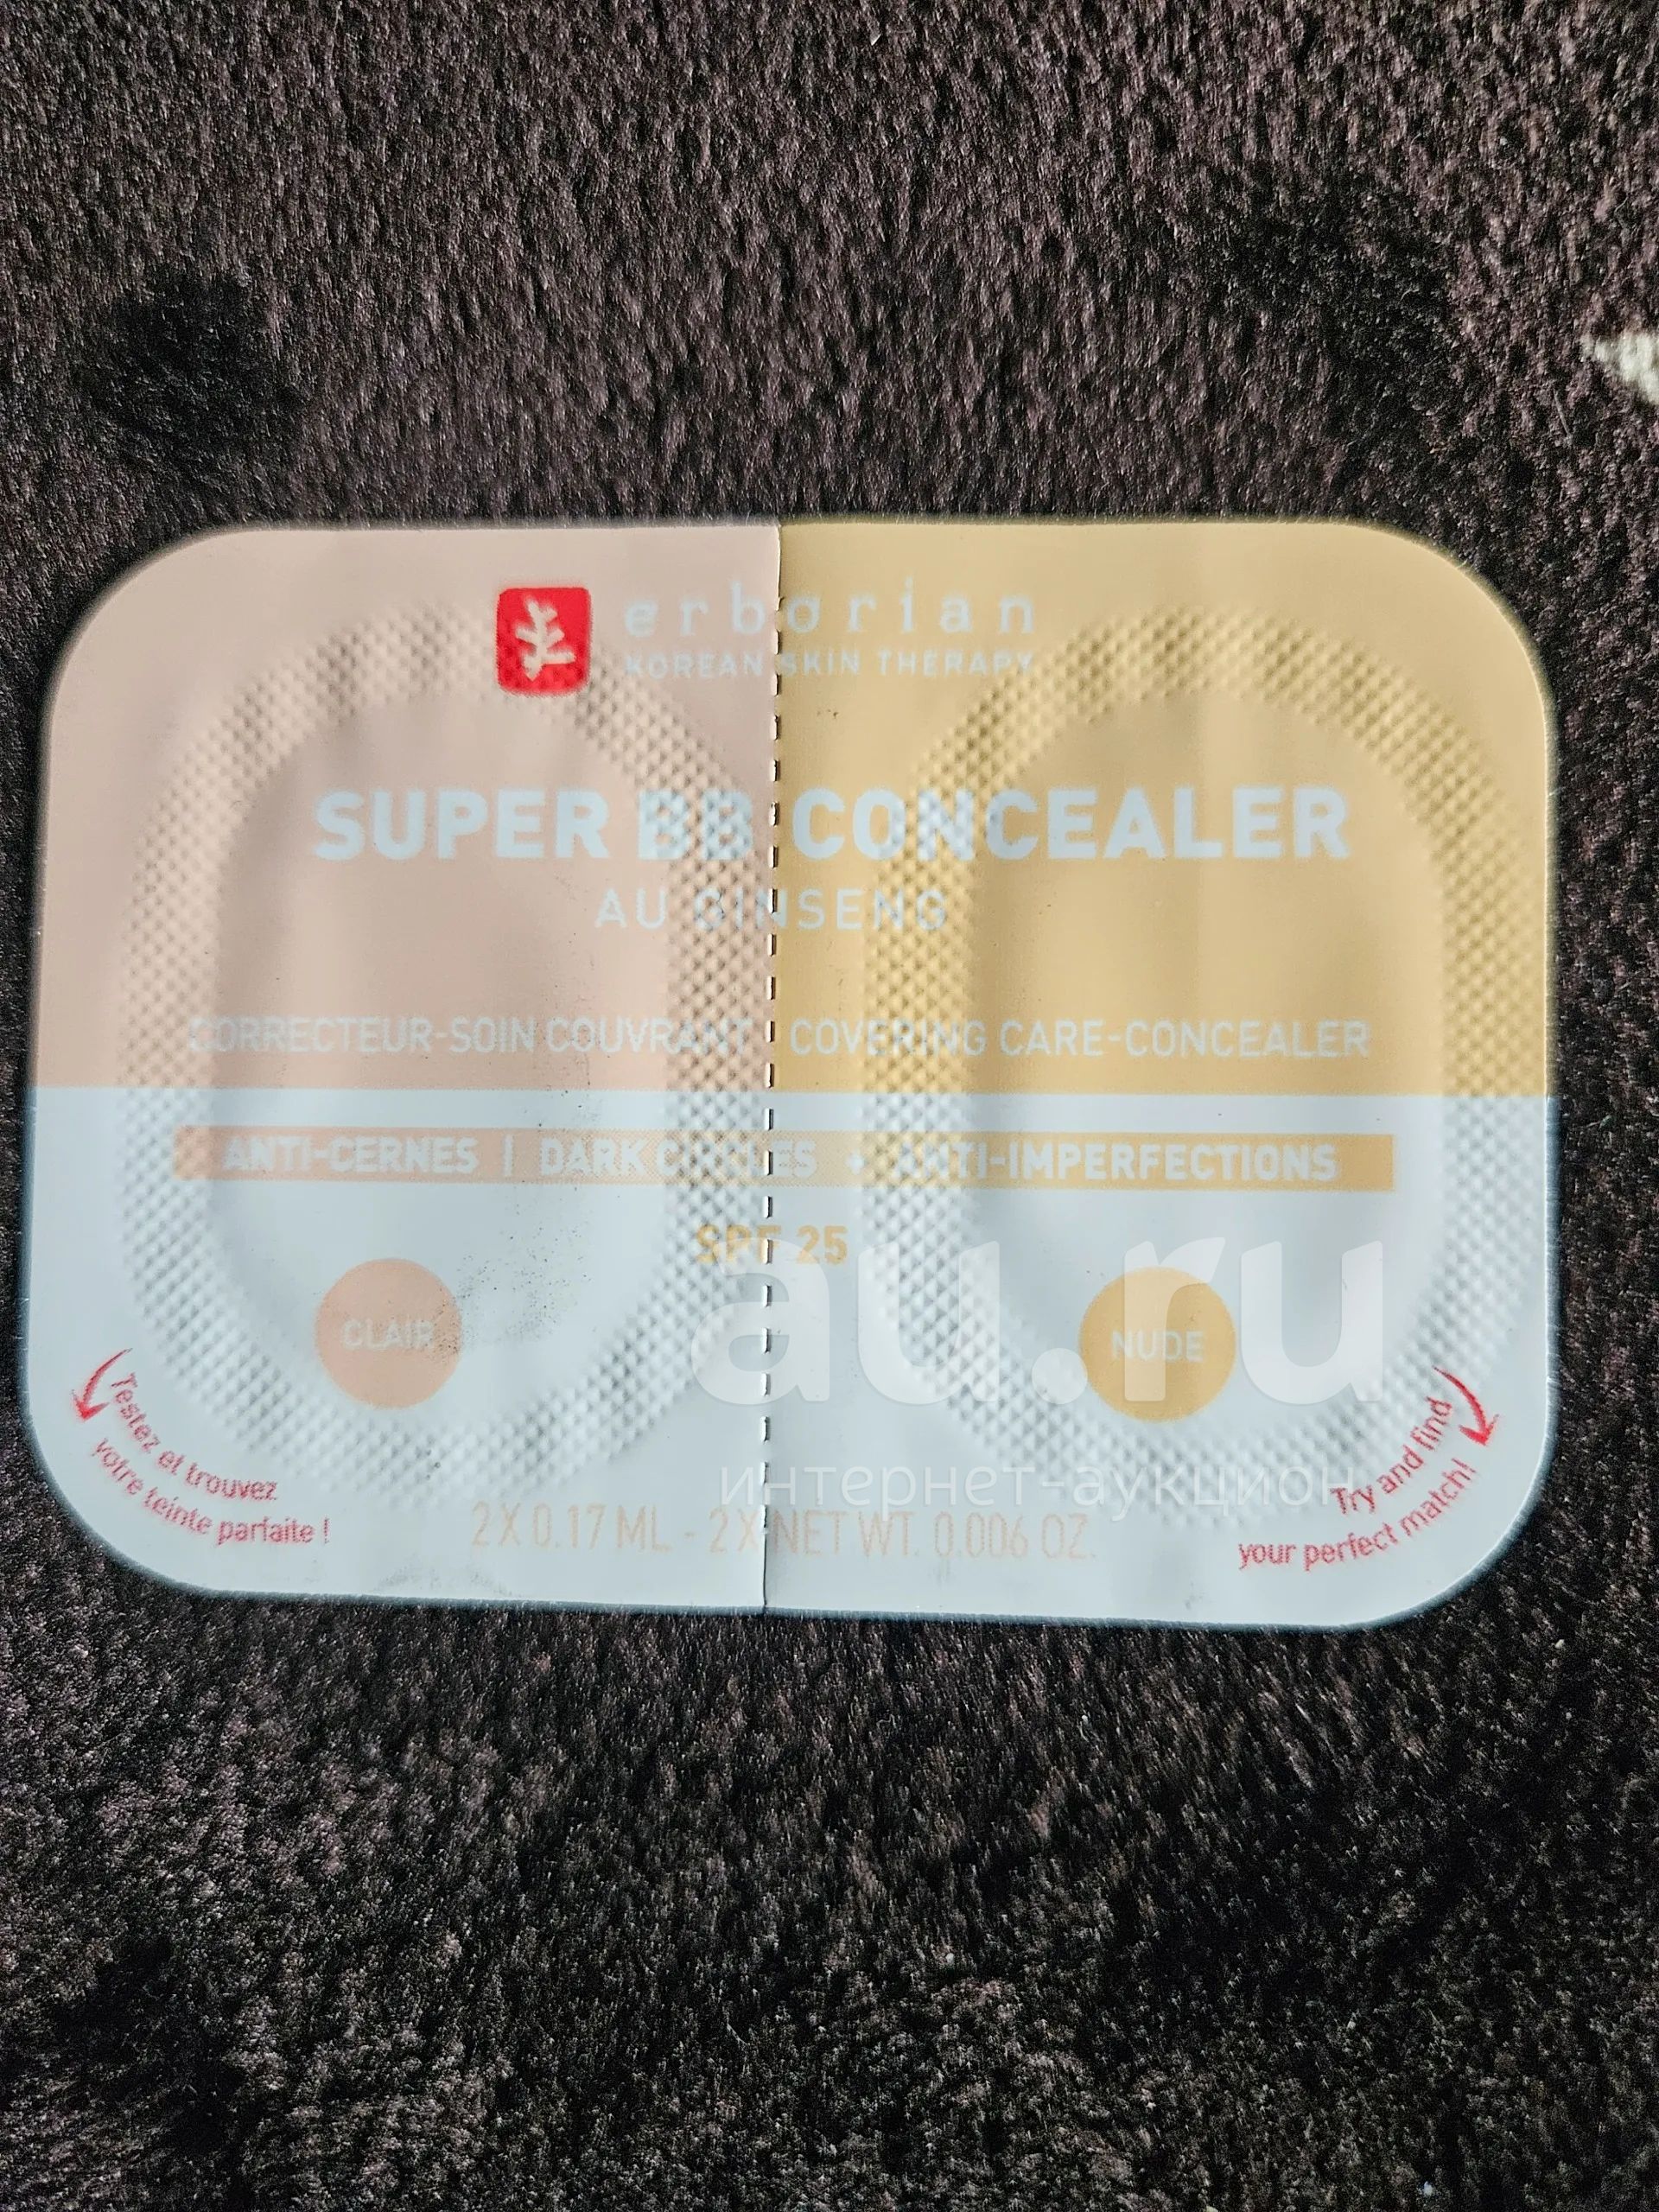 erborian
KOREAN SKIN THERAPY
SUPER BB CONCEALER
AU GINSENG
CORRECTEUR-SOIN COUVRANT COVERING CARE-CONCEALER
ANTI-CERNES | DARK CIRCLES + ANTI-IMPERFECTIONS
SPF 25
CLAIR
NUDE
au.ru
интернет-аукцион
Testez et trouvez
votre teinte parfaite !
Try and find
your perfect match!
2 X 0.17 ML - 2 X NET WT. 0.006 OZ.